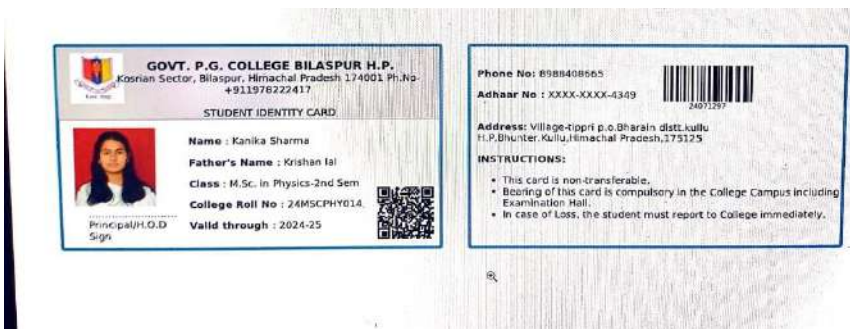 GOVT. P.G. COLLEGE BILASPUR H.P.
Kosrian Sector, Bilaspur, Himachal Pradesh 174001 Ph.No-
+911978222417
STUDENT IDENTITY CARD
Name : Kanika Sharma
Father's Name : Krishan lal
Class : M.Sc. in Physics-2nd Sem
College Roll No : 24MSCPHY014
Valid through : 2024-25
Principal/H.O.D
Sign
Phone No: 8988408665
Adhaar No : XXXX-XXXX-4349
24071297
Address: Village-tippri p.o.Bharain distt.kullu
H.P,Bhunter,Kullu,Himachal Pradesh,175125
INSTRUCTIONS:
• This card is non-transferable.
• Bearing of this card is compulsory in the College Campus including
Examination Hall.
• In case of Loss, the student must report to College immediately.